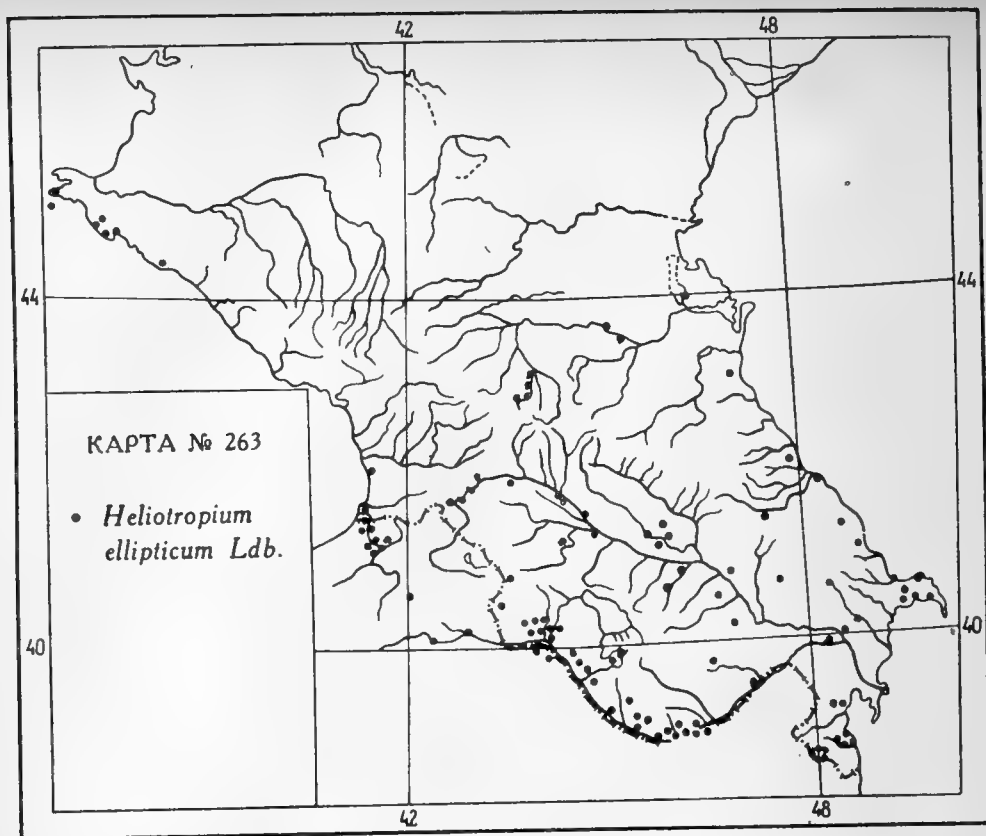 42 48
44 44
КАРТА № 263
• Heliotropium
ellipticum Ldb.
40 40
42 48